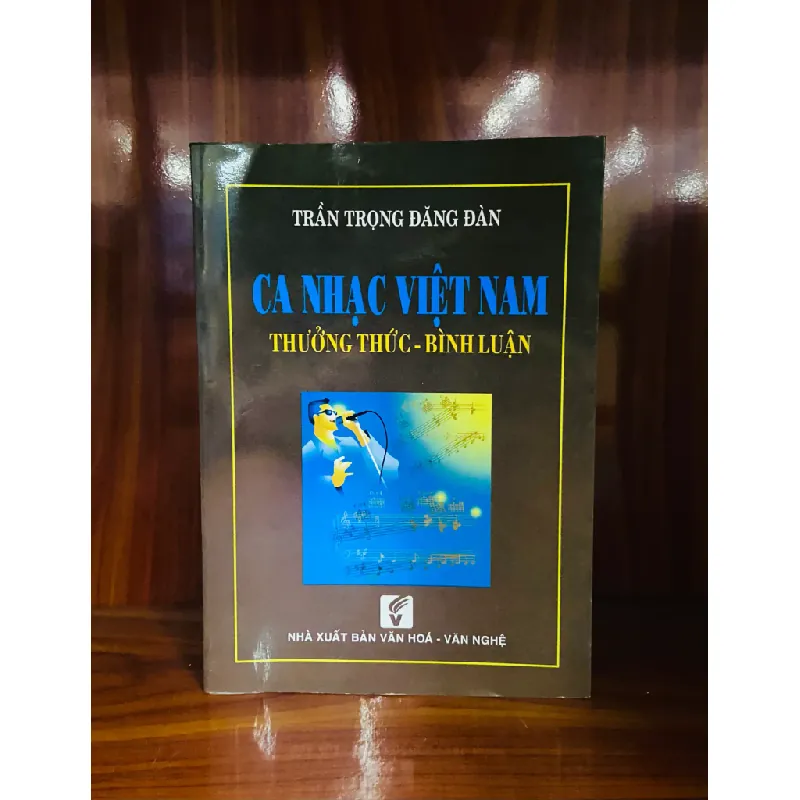 TRẦN TRỌNG ĐĂNG ĐÀN
CA NHẠC VIỆT NAM
THƯỞNG THỨC - BÌNH LUẬN
V
NHÀ XUẤT BẢN VĂN HOÁ - VĂN NGHỆ